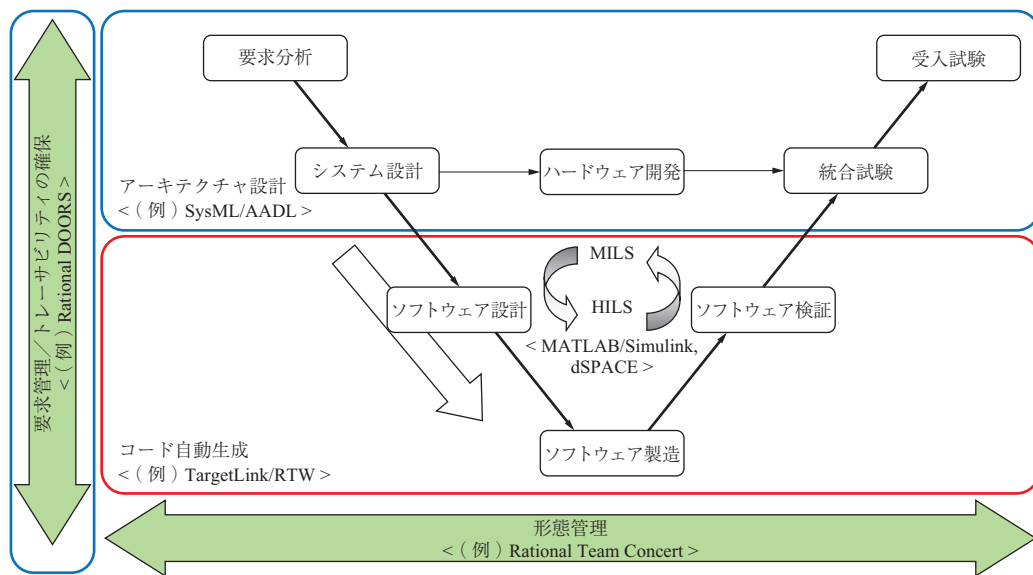 要求管理／トレーサビリティの確保
<（例）Rational DOORS >
要求分析
受入試験
システム設計
ハードウェア開発
統合試験
アーキテクチャ設計
<（例）SysML/AADL >
MILS
HILS
ソフトウェア設計
ソフトウェア検証
< MATLAB/Simulink,
dSPACE >
ソフトウェア製造
コード自動生成
<（例）TargetLink/RTW >
形態管理
<（例）Rational Team Concert >